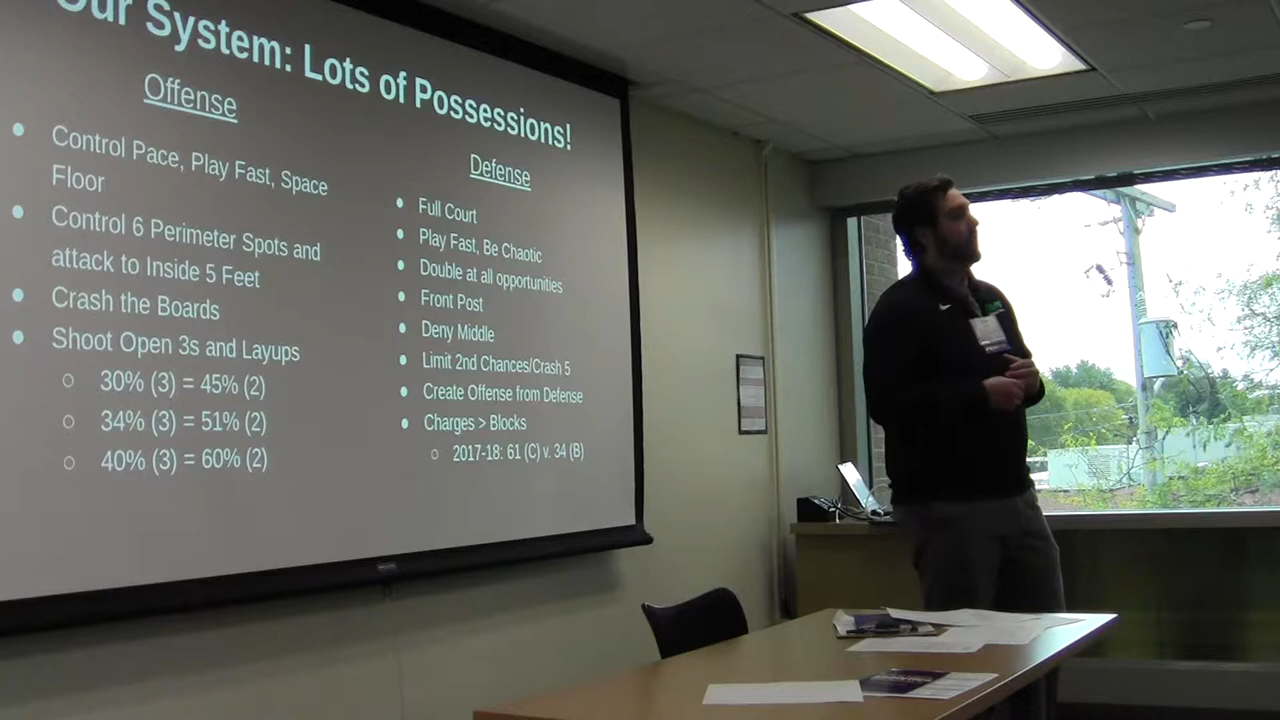 Our System: Lots of Possessions!
Offense
Control Pace, Play Fast, Space
Floor
Control 6 Perimeter Spots and
attack to Inside 5 Feet
Crash the Boards
Shoot Open 3s and Layups
30% (3) = 45% (2)
34% (3) = 51% (2)
40% (3) = 60% (2)
Defense
Full Court
Play Fast, Be Chaotic
Double at all opportunities
Front Post
Deny Middle
Limit 2nd Chances/Crash 5
Create Offense from Defense
Charges > Blocks
2017-18: 61 (C) v. 34 (B)